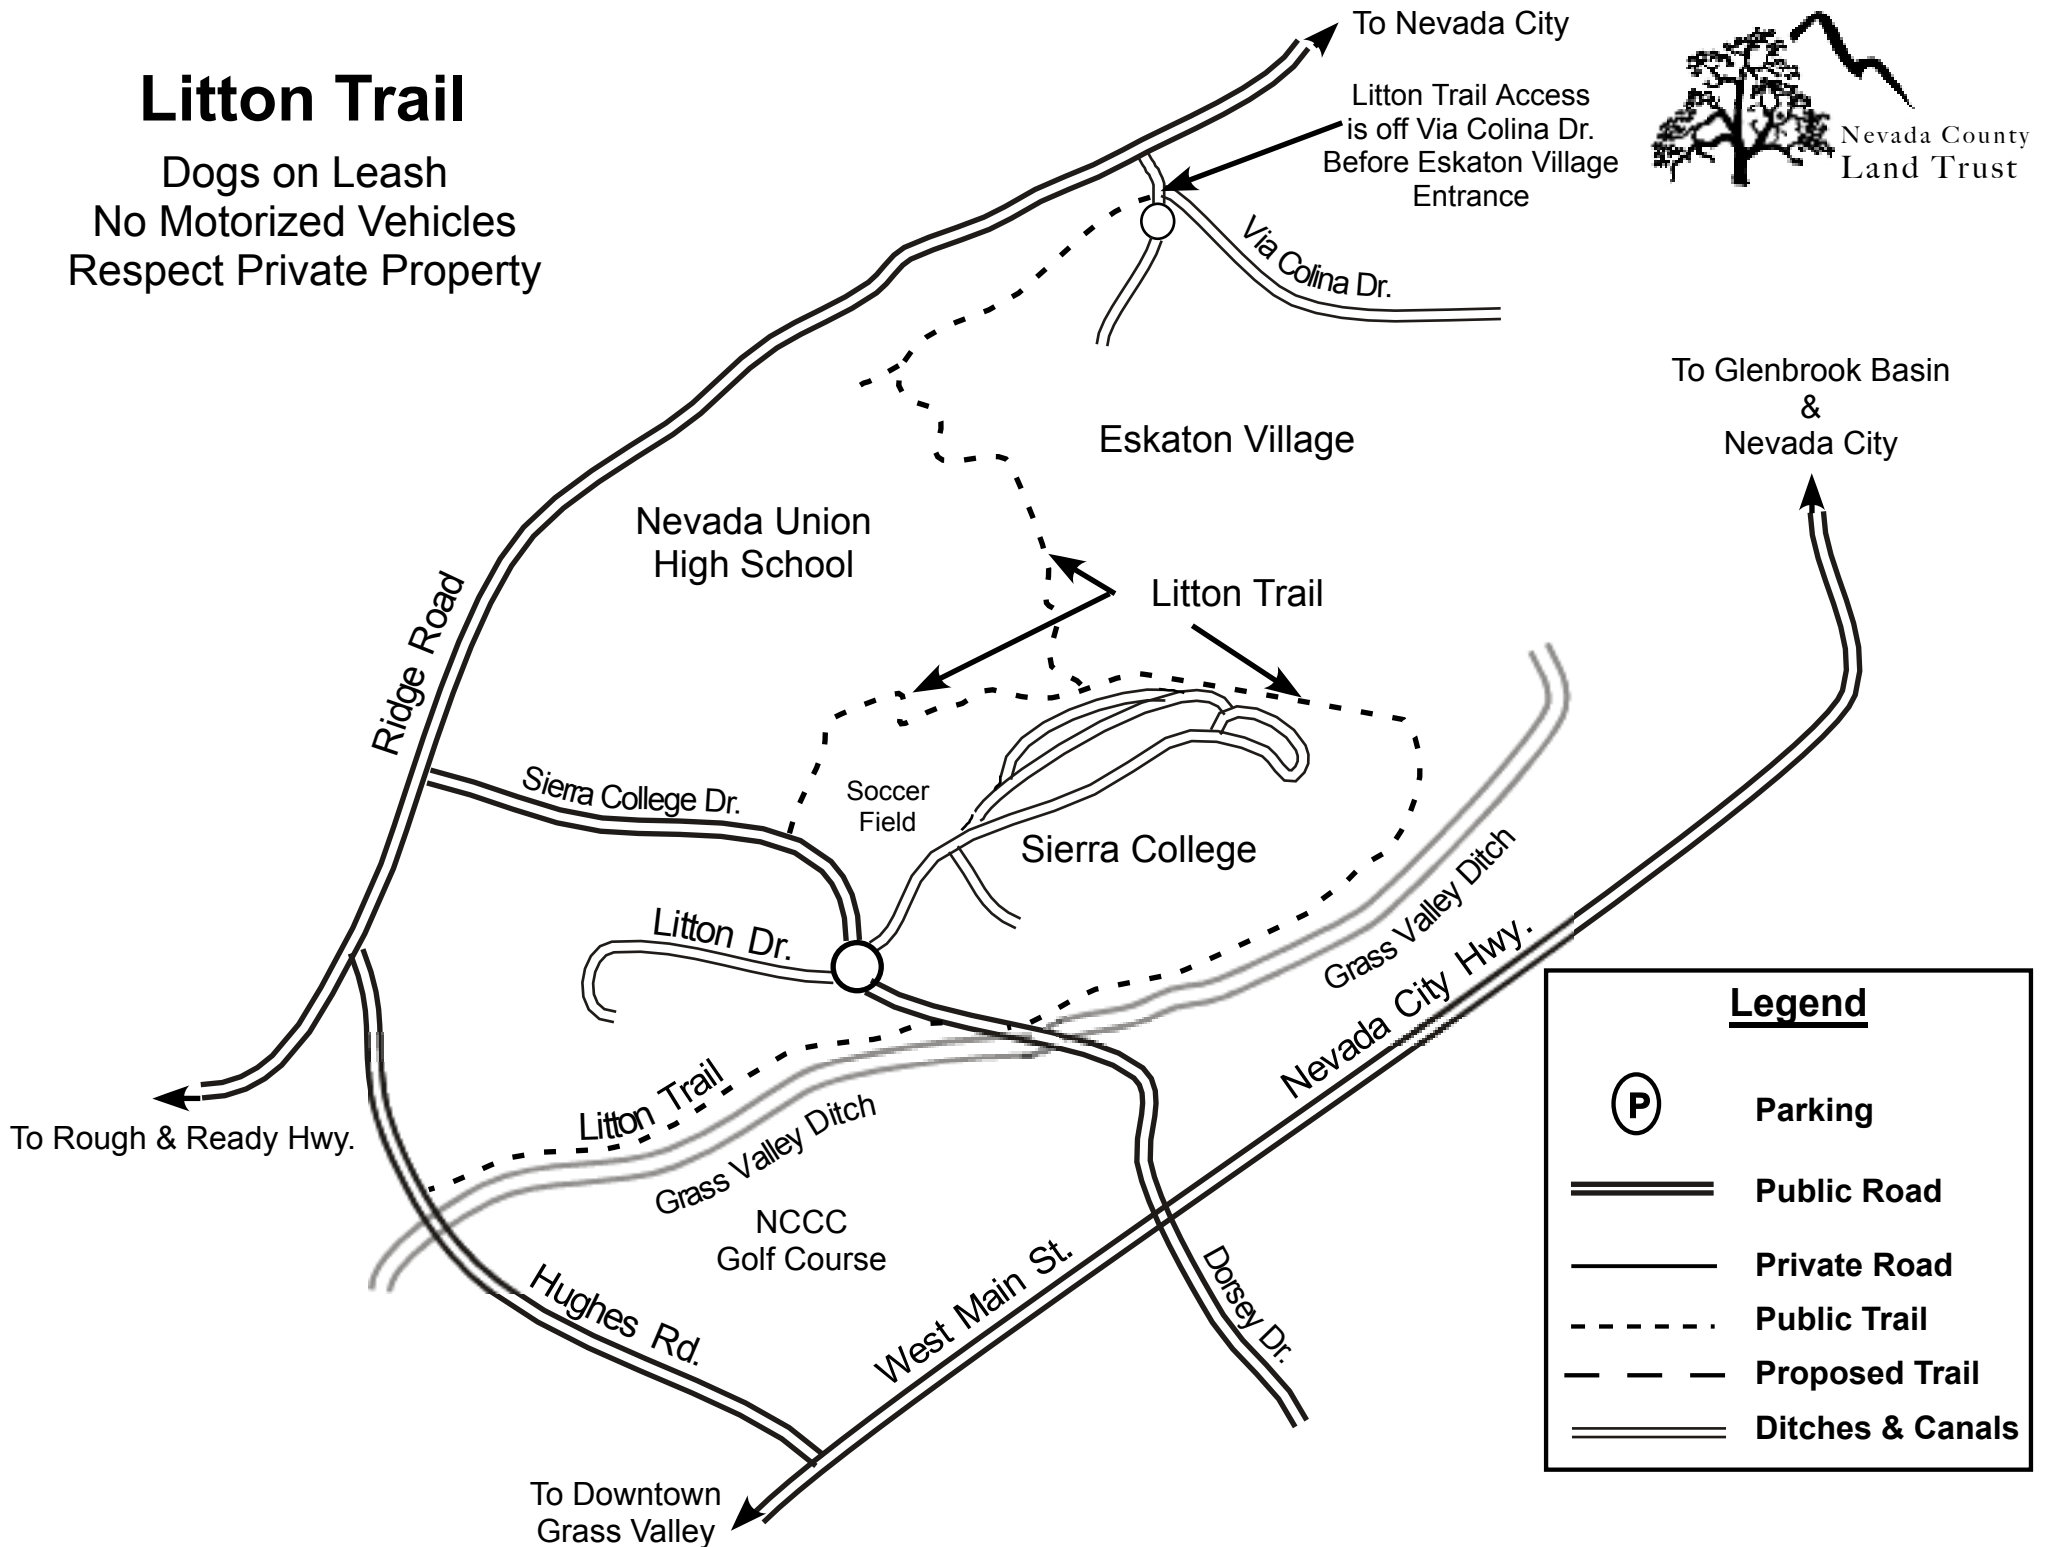 Litton Trail
Dogs on Leash
No Motorized Vehicles
Respect Private Property
To Nevada City
Litton Trail Access
is off Via Colina Dr.
Before Eskaton Village
Entrance
Nevada County
Land Trust
Via Colina Dr.
To Glenbrook Basin
&
Nevada City
Eskaton Village
Nevada Union
High School
Litton Trail
Ridge Road
Sierra College Dr.
Soccer
Field
Sierra College
Grass Valley Ditch
Litton Dr.
Nevada City Hwy.
Litton Trail
Grass Valley Ditch
To Rough & Ready Hwy.
NCCC
Golf Course
Hughes Rd.
West Main St.
Dorsey Dr.
To Downtown
Grass Valley
Legend
P
Parking
Public Road
Private Road
Public Trail
Proposed Trail
Ditches & Canals